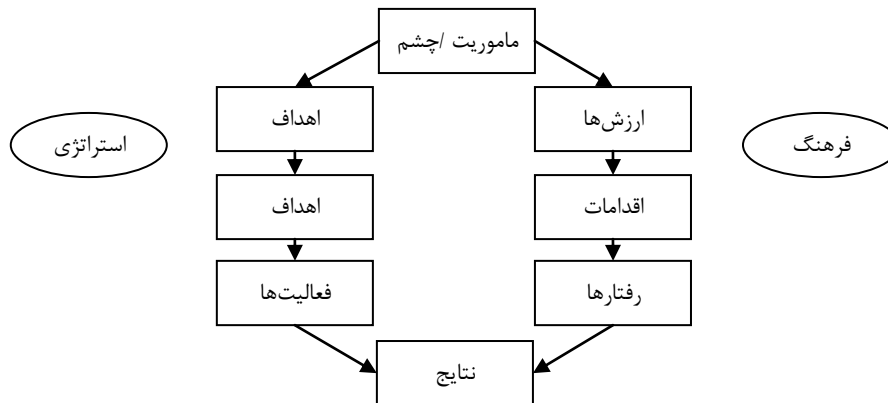 ماموریت /چشم
ارزش‌ها
اهداف
فرهنگ
استراتژی
اقدامات
اهداف
رفتارها
فعالیت‌ها
نتایج